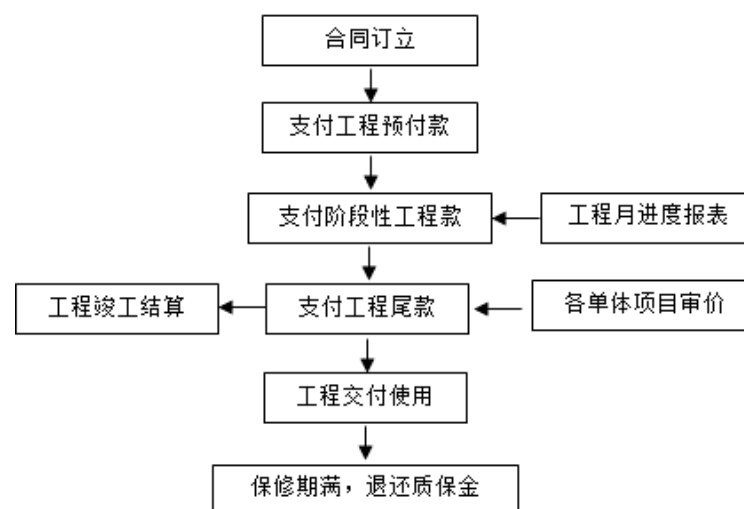 合同订立
支付工程预付款
支付阶段性工程款
工程月进度报表
工程竣工结算
支付工程尾款
各单体项目审价
工程交付使用
保修期满，退还质保金